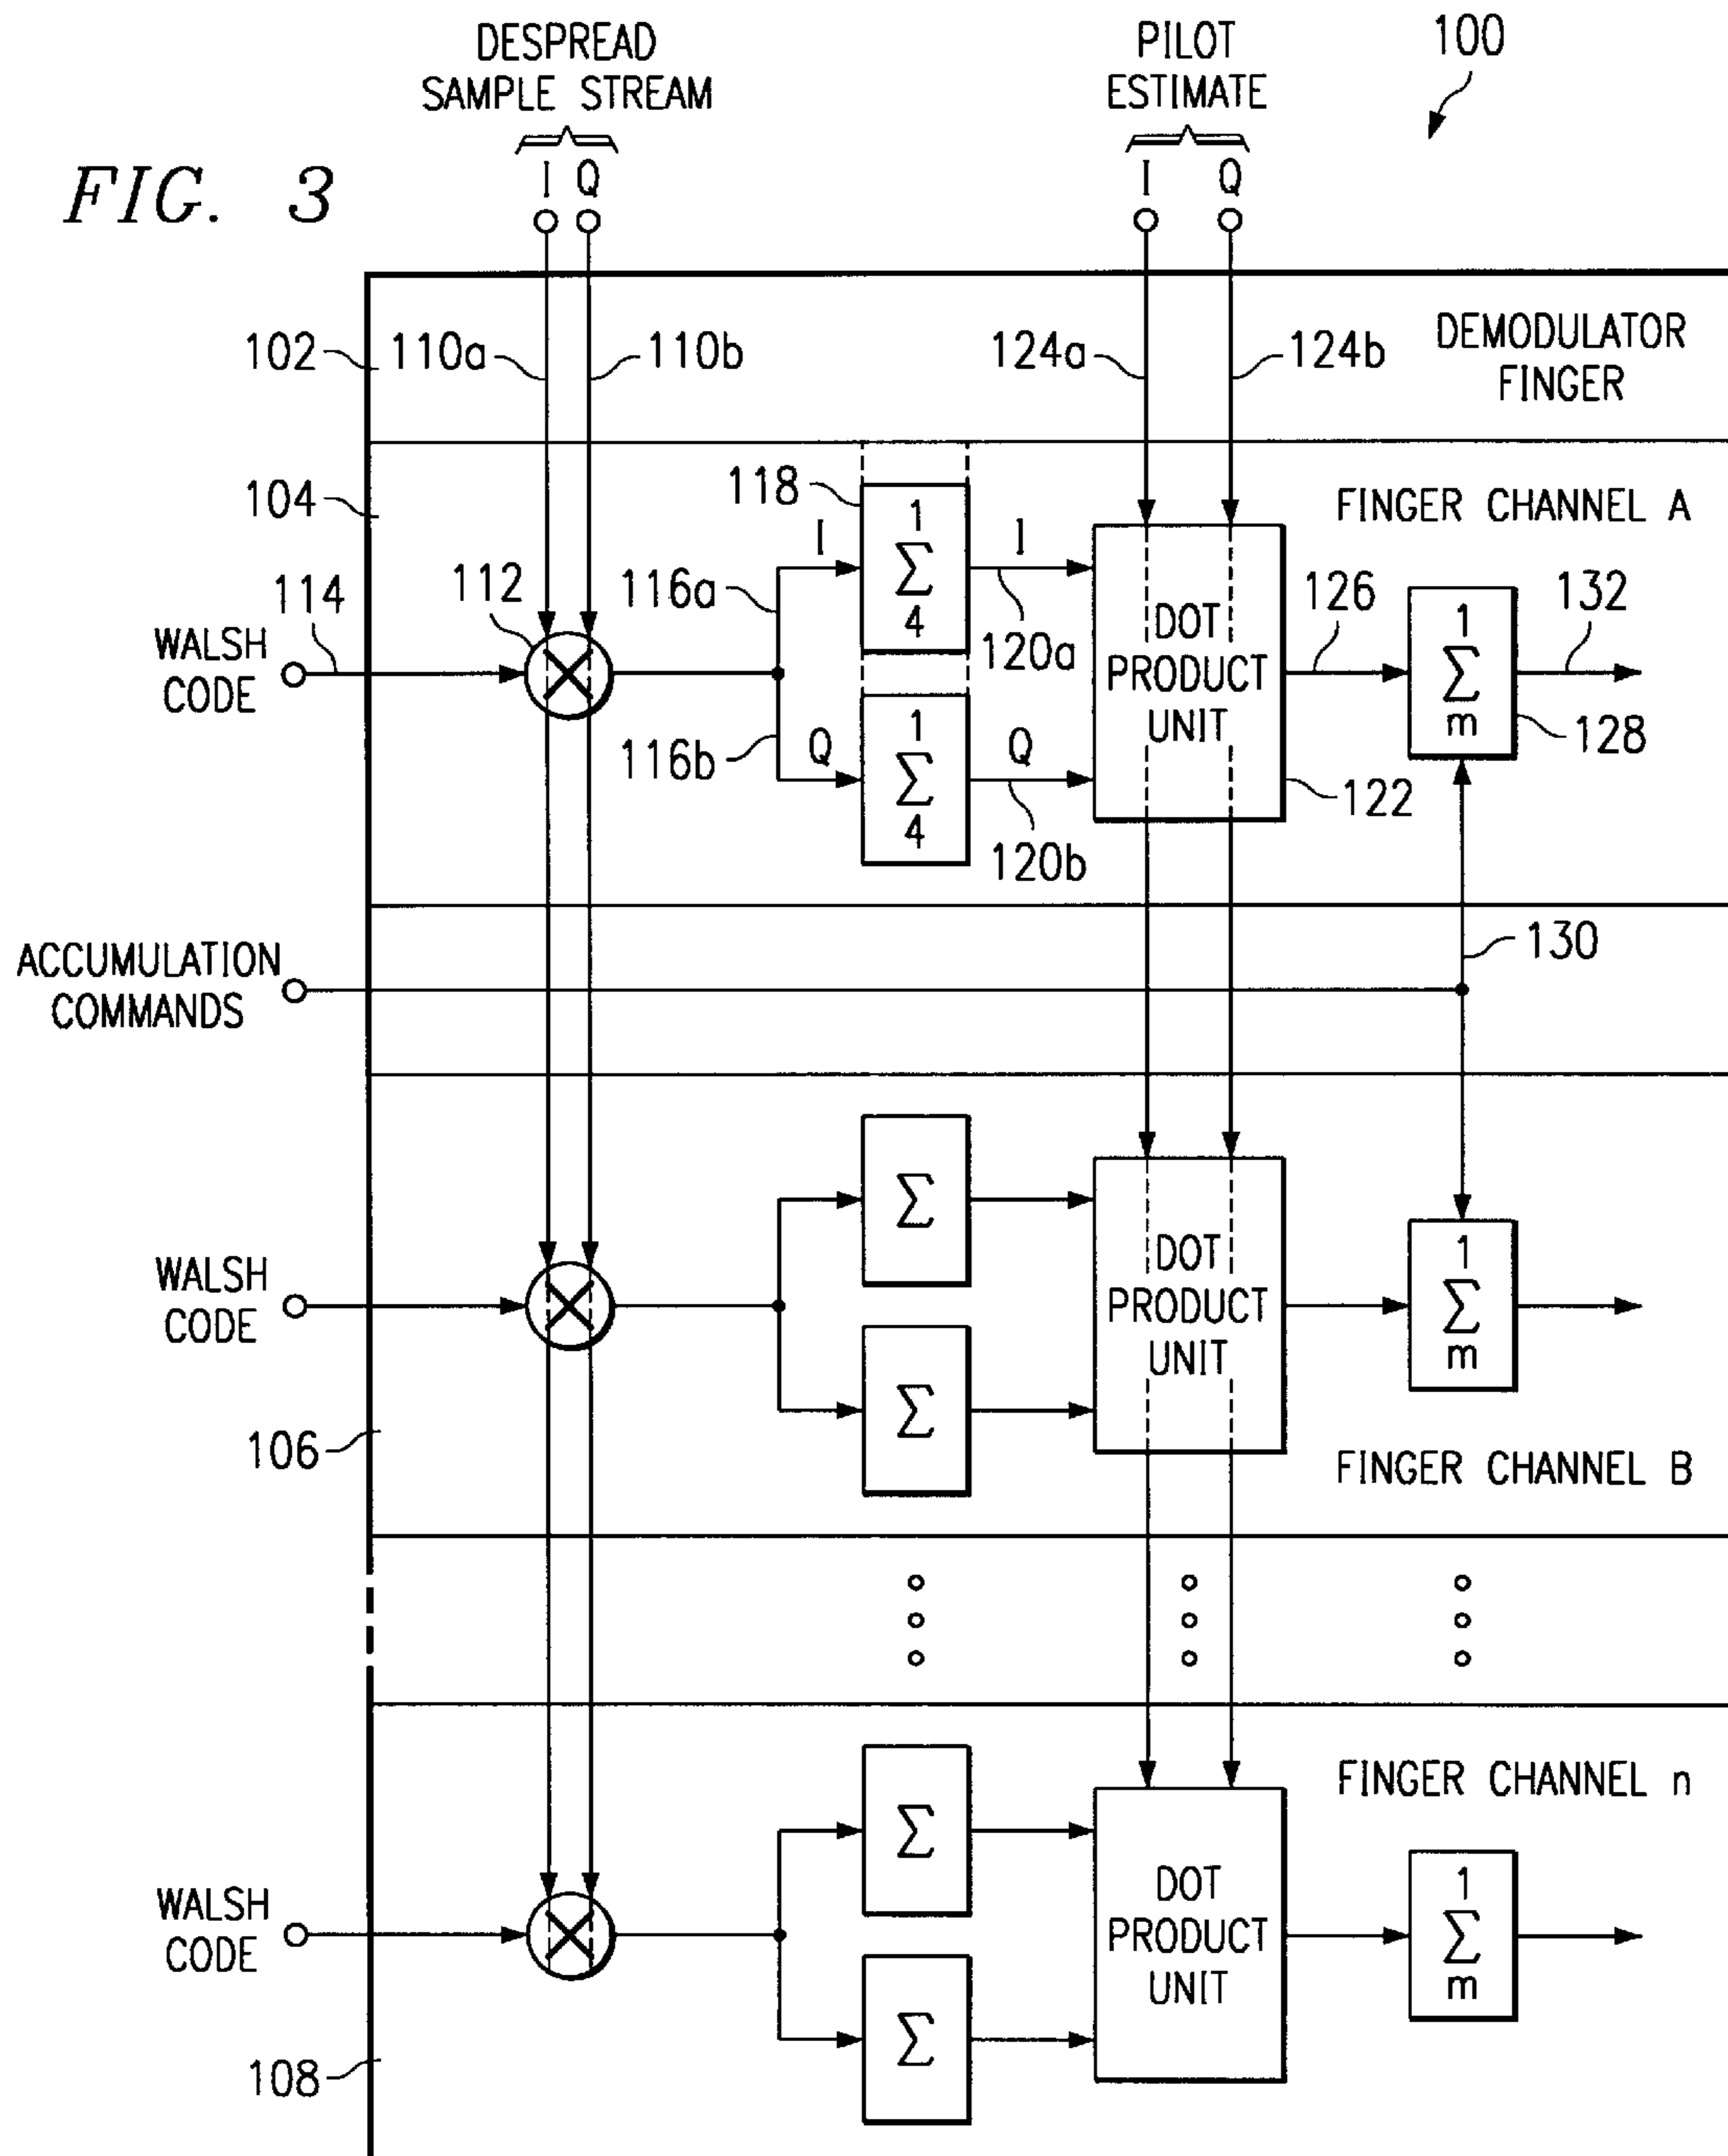 FIG. 3
DESPREAD
SAMPLE STREAM
I Q
PILOT
ESTIMATE
I Q
100
102
110a
110b
124a
124b
DEMODULATOR
FINGER
104
118
FINGER CHANNEL A
114
112
WALSH
CODE
116a
116b
I
1
Σ
4
I
120a
Q
1
Σ
4
Q
120b
DOT
PRODUCT
UNIT
122
126
1
Σ
m
132
128
ACCUMULATION
COMMANDS
130
WALSH
CODE
Σ
Σ
DOT
PRODUCT
UNIT
1
Σ
m
106
FINGER CHANNEL B
FINGER CHANNEL n
WALSH
CODE
Σ
Σ
DOT
PRODUCT
UNIT
1
Σ
m
108